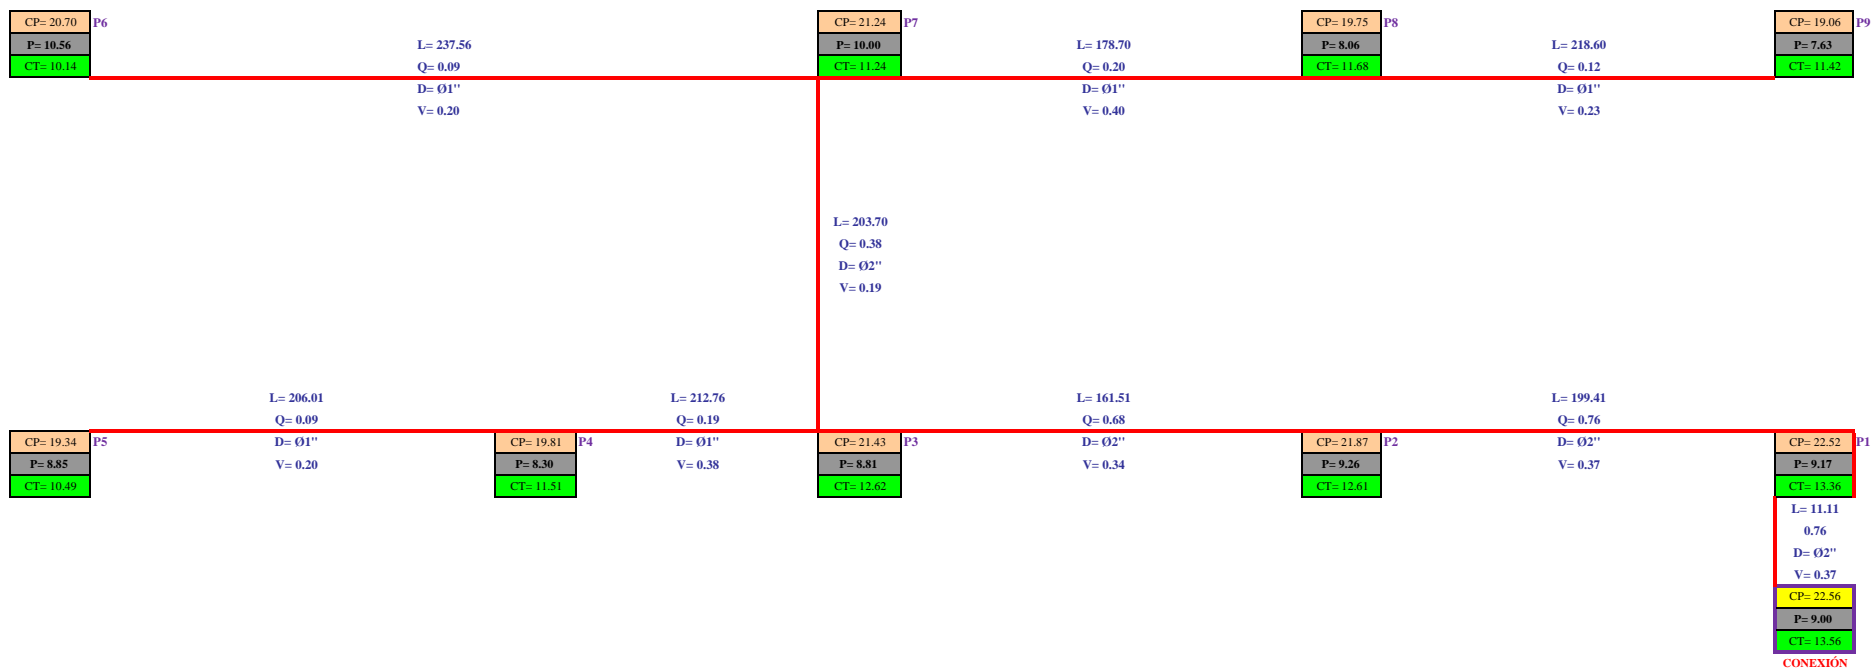 CP= 20.70 P6
P= 10.56
CT= 10.14
L= 237.56
Q= 0.09
D= Ø1''
V= 0.20
CP= 21.24 P7
P= 10.00
CT= 11.24
L= 178.70
Q= 0.20
D= Ø1''
V= 0.40
CP= 19.75 P8
P= 8.06
CT= 11.68
L= 218.60
Q= 0.12
D= Ø1''
V= 0.23
CP= 19.06 P9
P= 7.63
CT= 11.42
L= 203.70
Q= 0.38
D= Ø2''
V= 0.19
CP= 19.34 P5
P= 8.85
CT= 10.49
L= 206.01
Q= 0.09
D= Ø1''
V= 0.20
CP= 19.81 P4
P= 8.30
CT= 11.51
L= 212.76
Q= 0.19
D= Ø1''
V= 0.38
CP= 21.43 P3
P= 8.81
CT= 12.62
L= 161.51
Q= 0.68
D= Ø2''
V= 0.34
CP= 21.87 P2
P= 9.26
CT= 12.61
L= 199.41
Q= 0.76
D= Ø2''
V= 0.37
CP= 22.52 P1
P= 9.17
CT= 13.36
L= 11.11
0.76
D= Ø2''
V= 0.37
CP= 22.56
P= 9.00
CT= 13.56
CONEXIÓN